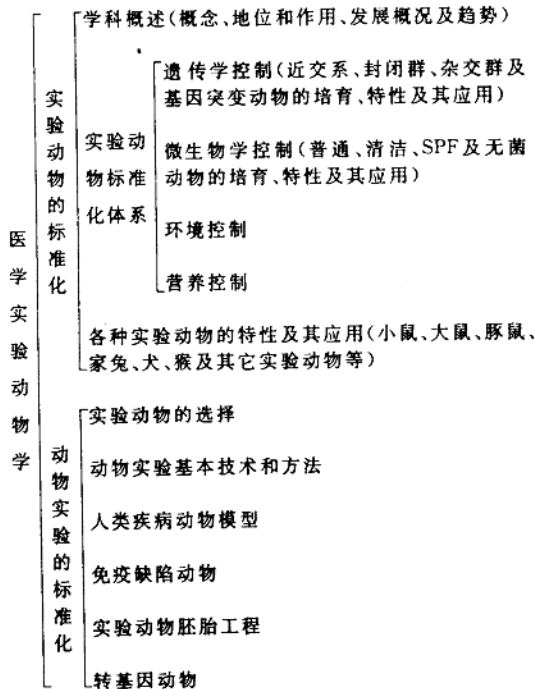 医学实验动物学
实验动物的标准化
学科概述(概念、地位和作用、发展概况及趋势)
实验动
物标准
化体系
遗传学控制(近交系、封闭群、杂交群及
基因突变动物的培育、特性及其应用)
微生物学控制(普通、清洁、SPF及无菌
动物的培育、特性及其应用)
环境控制
营养控制
各种实验动物的特性及其应用(小鼠、大鼠、豚鼠、
家兔、犬、猴及其它实验动物等)
动物实验的标准化
实验动物的选择
动物实验基本技术和方法
人类疾病动物模型
免疫缺陷动物
实验动物胚胎工程
转基因动物